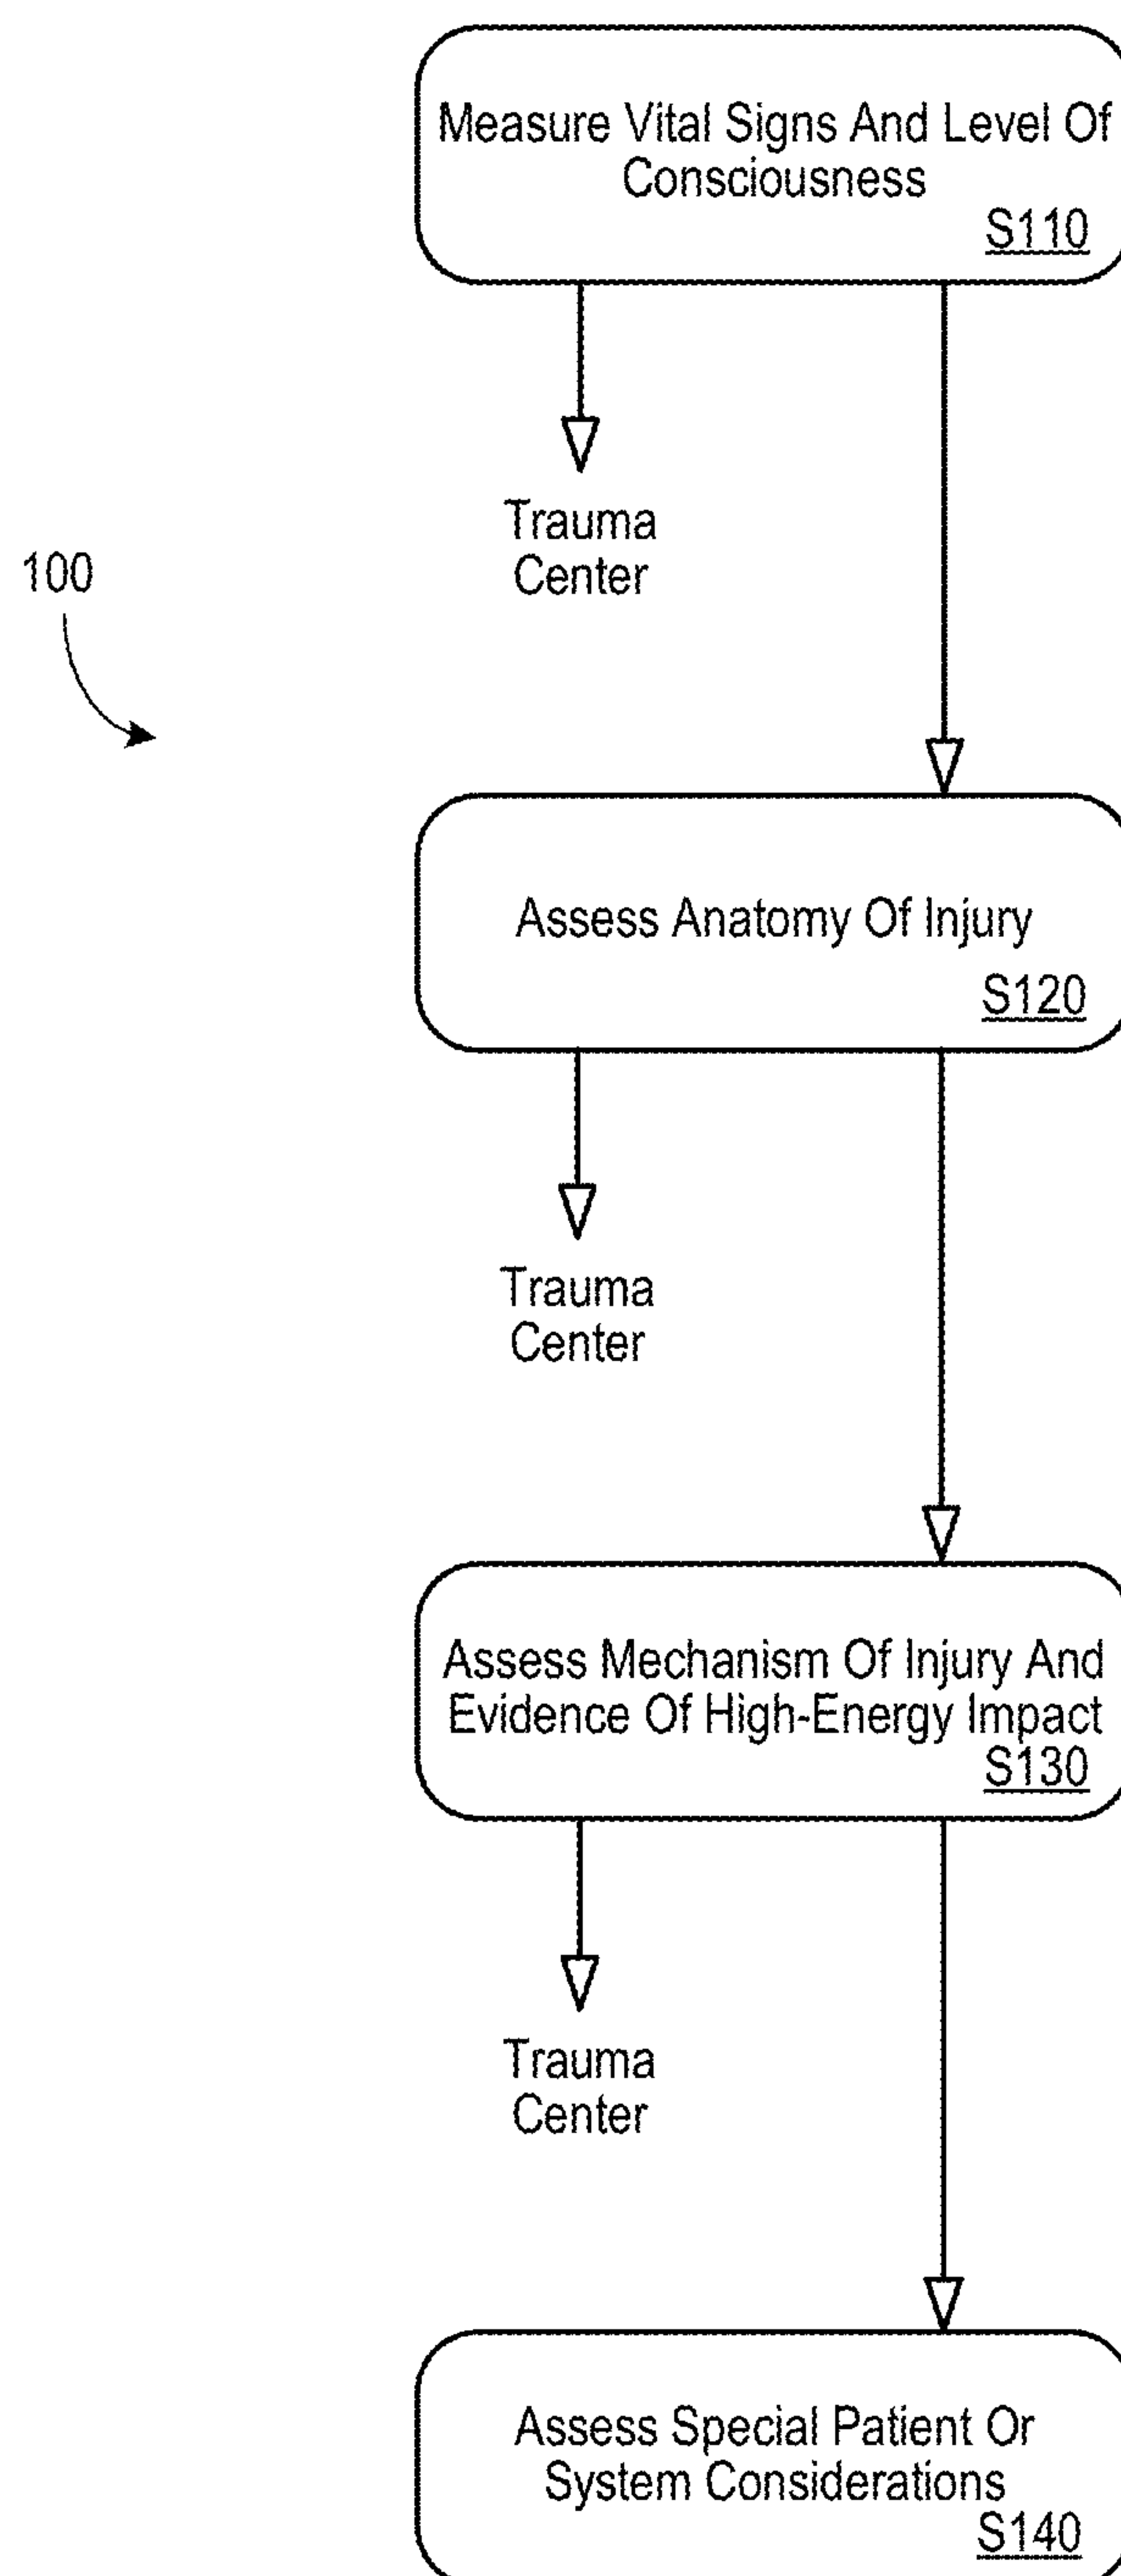 Measure Vital Signs And Level Of
Consciousness
S110
Trauma
Center
100
Assess Anatomy Of Injury
S120
Trauma
Center
Assess Mechanism Of Injury And
Evidence Of High-Energy Impact
S130
Trauma
Center
Assess Special Patient Or
System Considerations
S140